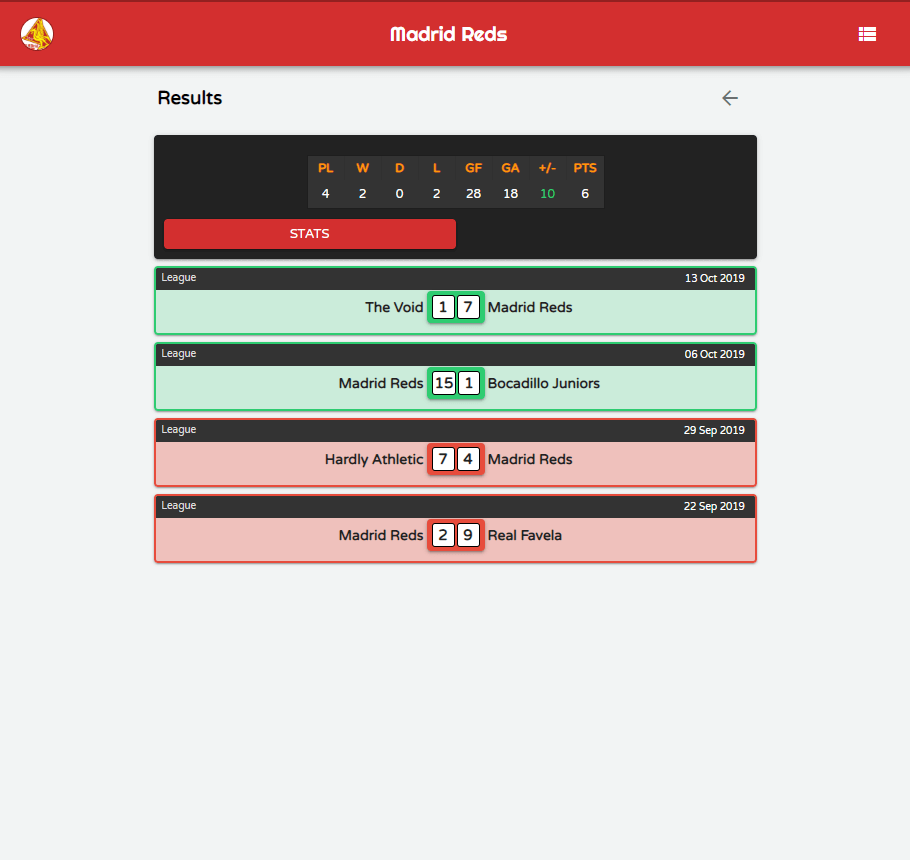 Madrid Reds
Results
PL W D L GF GA +/- PTS
4 2 0 2 28 18 10 6
STATS
League 13 Oct 2019
The Void 1 7 Madrid Reds
League 06 Oct 2019
Madrid Reds 15 1 Bocadillo Juniors
League 29 Sep 2019
Hardly Athletic 7 4 Madrid Reds
League 22 Sep 2019
Madrid Reds 2 9 Real Favela